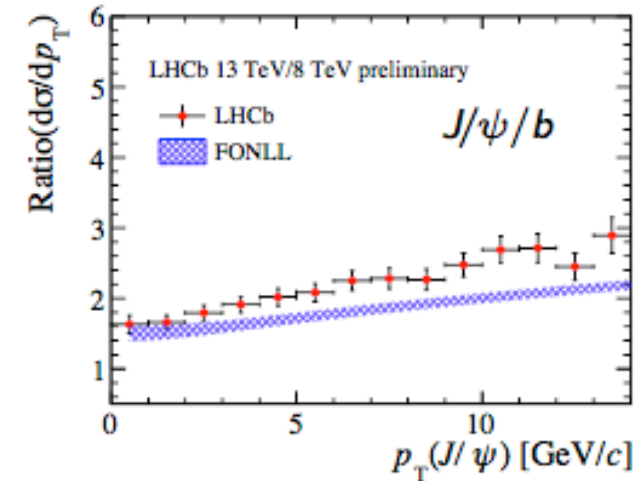 Ratio(dσ/dp_T)
6
5
4
3
2
1
LHCb 13 TeV/8 TeV preliminary
LHCb
FONLL
J/ψ/b
0 5 10
p_T(J/ψ) [GeV/c]